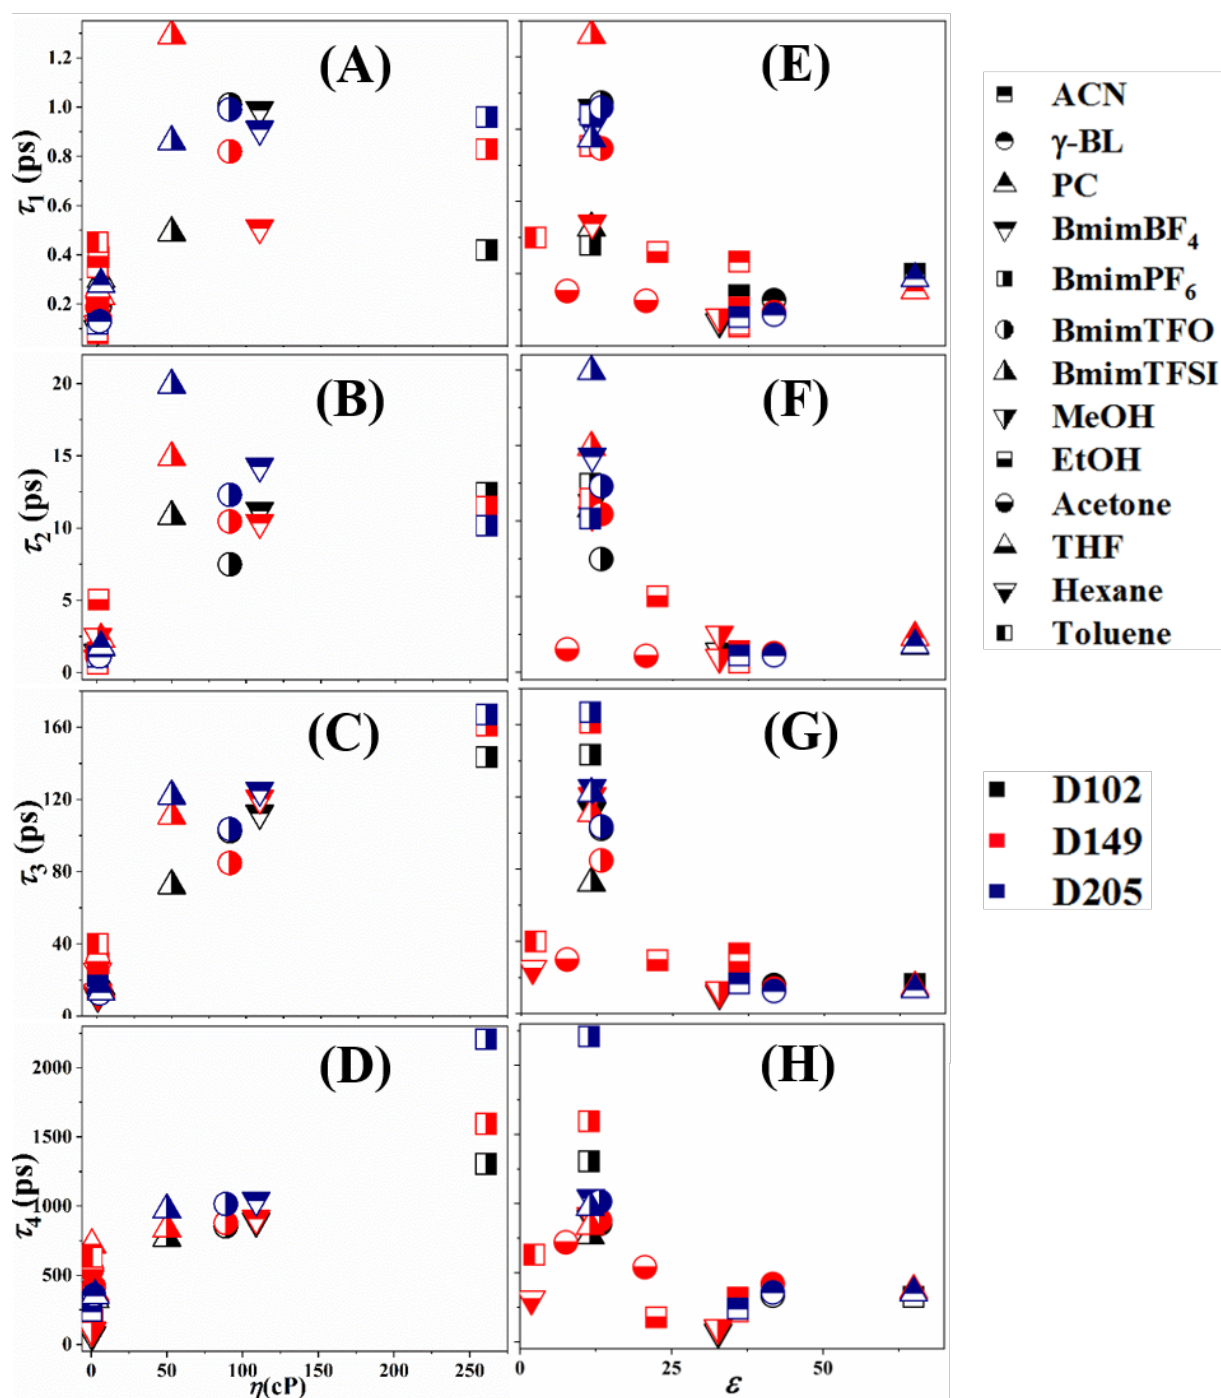 (A)
τ1 (ps)
1.2
1.0
0.8
0.6
0.4
0.2
(E)
(B)
τ2 (ps)
20
15
10
5
0
(F)
(C)
τ3 (ps)
160
120
80
40
0
(G)
(D)
τ4 (ps)
2000
1500
1000
500
0
(H)
0 50 100 150 200 250
η(cP)
0 25 50
ε
ACN
γ-BL
PC
BmimBF4
BmimPF6
BmimTFO
BmimTFSI
MeOH
EtOH
Acetone
THF
Hexane
Toluene
D102
D149
D205